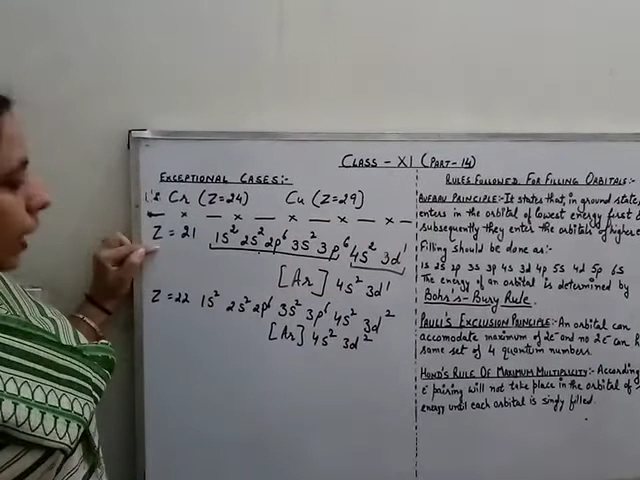 CLASS - XI (PART-14)
EXCEPTIONAL CASES:-
Cr (Z=24) Cu (Z=29)
Z = 21 1s² 2s² 2p⁶ 3s² 3p⁶ 4s² 3d¹
[Ar] 4s² 3d¹
Z = 22 1s² 2s² 2p⁶ 3s² 3p⁶ 4s² 3d²
[Ar] 4s² 3d²
RULES FOLLOWED FOR FILLING ORBITALS:-
PRINCIPLE:- It states that in ground state,
enters in the orbital of lowest energy first &
subsequently they enter the orbitals of higher
Filling should be done as:-
1s 2s 2p 3s 3p 4s 3d 4p 5s 4d 5p 6s
The energy of an orbital is determined by
Bohr's-Bury Rule.
PAULI'S EXCLUSION PRINCIPLE:- An orbital can
accomodate maximum of 2e⁻ and no 2e⁻ can
same set of 4 quantum numbers.
HUND'S RULE OF MAXIMUM MULTIPLICITY:- According
e⁻ pairing will not take place in the orbital of
energy until each orbital is singly filled.